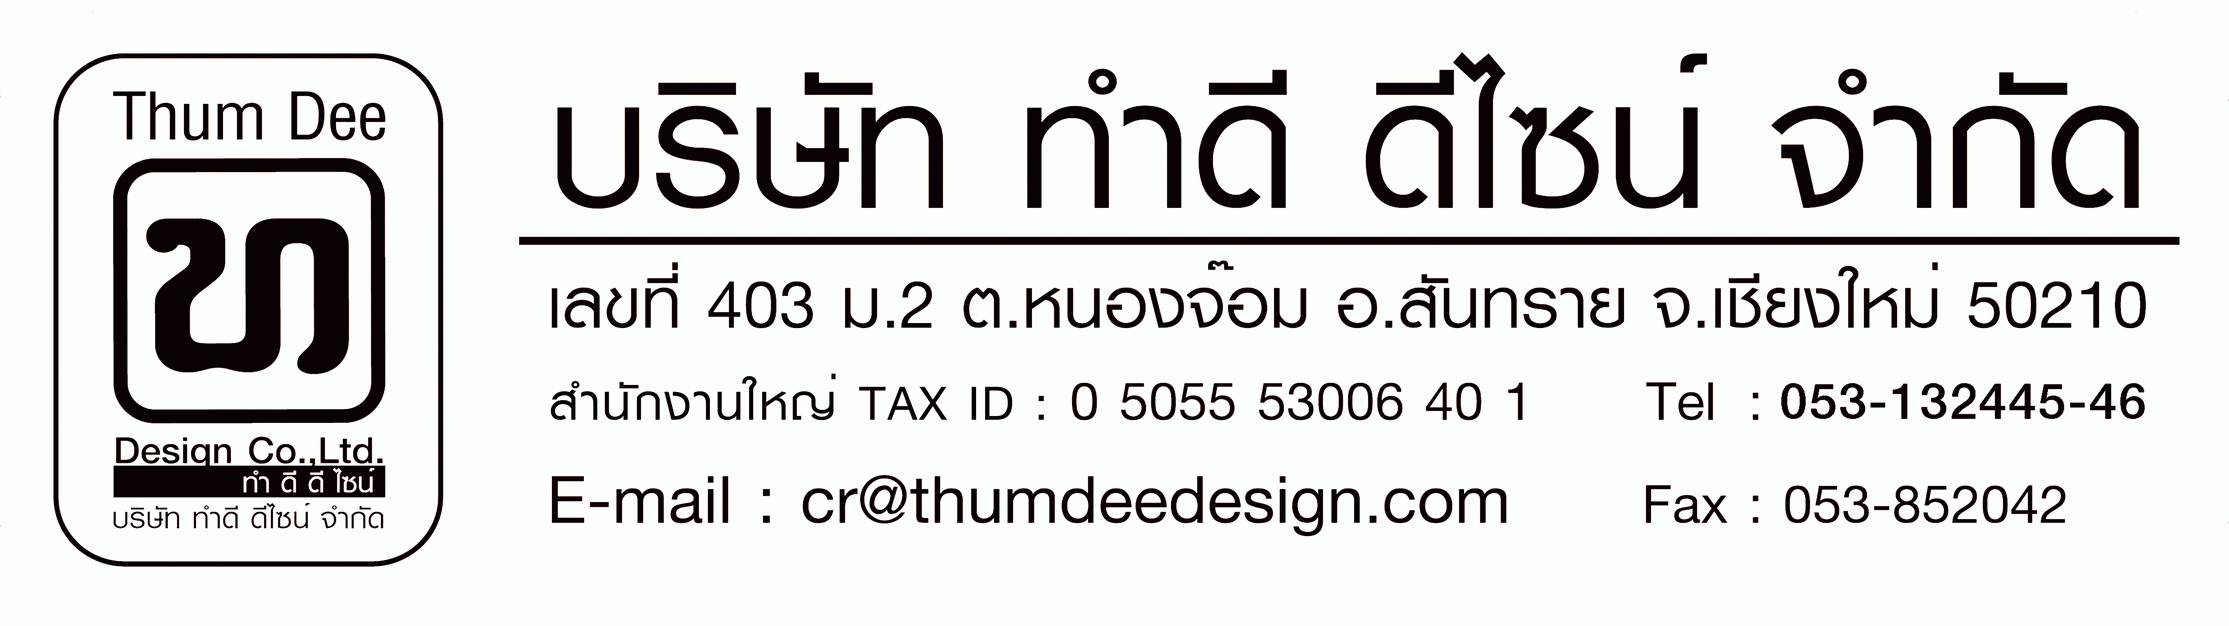 Thum Dee
Design Co.,Ltd.
ทำ ดี ดี ไซน์
บริษัท ทำดี ดีไซน์ จำกัด
บริษัท ทำดี ดีไซน์ จำกัด
เลขที่ 403 ม.2 ต.หนองจ๊อม อ.สันทราย จ.เชียงใหม่ 50210
สำนักงานใหญ่ TAX ID : 0 5055 53006 40 1 Tel : 053-132445-46
E-mail : cr@thumdeedesign.com Fax : 053-852042